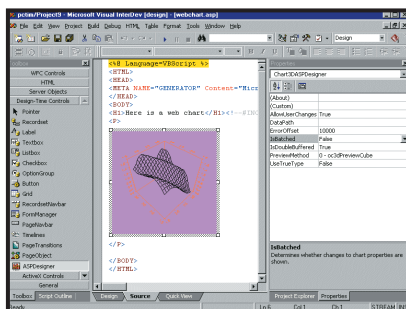 pctim/Project9 - Microsoft Visual InterDev [design] - [webchart.asp]
File Edit View Project Build Debug HTML Table Format Tools Window Help
Design
Toolbox
WFC Controls
HTML
Server Objects
Design-Time Controls
Pointer
Recordset
Label
Textbox
Listbox
Checkbox
OptionGroup
Button
Grid
RecordsetNavbar
FormManager
PageNavbar
Timelines
PageTransitions
PageObject
ASPDesigner
ActiveX Controls
General
Toolbox Script Outline
<%@ Language=VBScript %>
<HTML>
<HEAD>
<META NAME="GENERATOR" Content="Micr
</HEAD>
<BODY>
<H1>Here is a web chart</H1><!--#INC
<P>
</P>
</BODY>
</HTML>
Design Source Quick View
Properties
Chart3DASPDesigner
(About)
(Custom)
AllowUserChanges True
DataPath
ErrorOffset 10000
IsBatched False
IsDoubleBuffered True
PreviewMethod 0 - oc3dPreviewCube
UseTrueType False
IsBatched
Determines whether changes to chart properties are shown.
Project Explorer Properties
Ready Ln 6 Col 1 Ch 1 STREAM INS